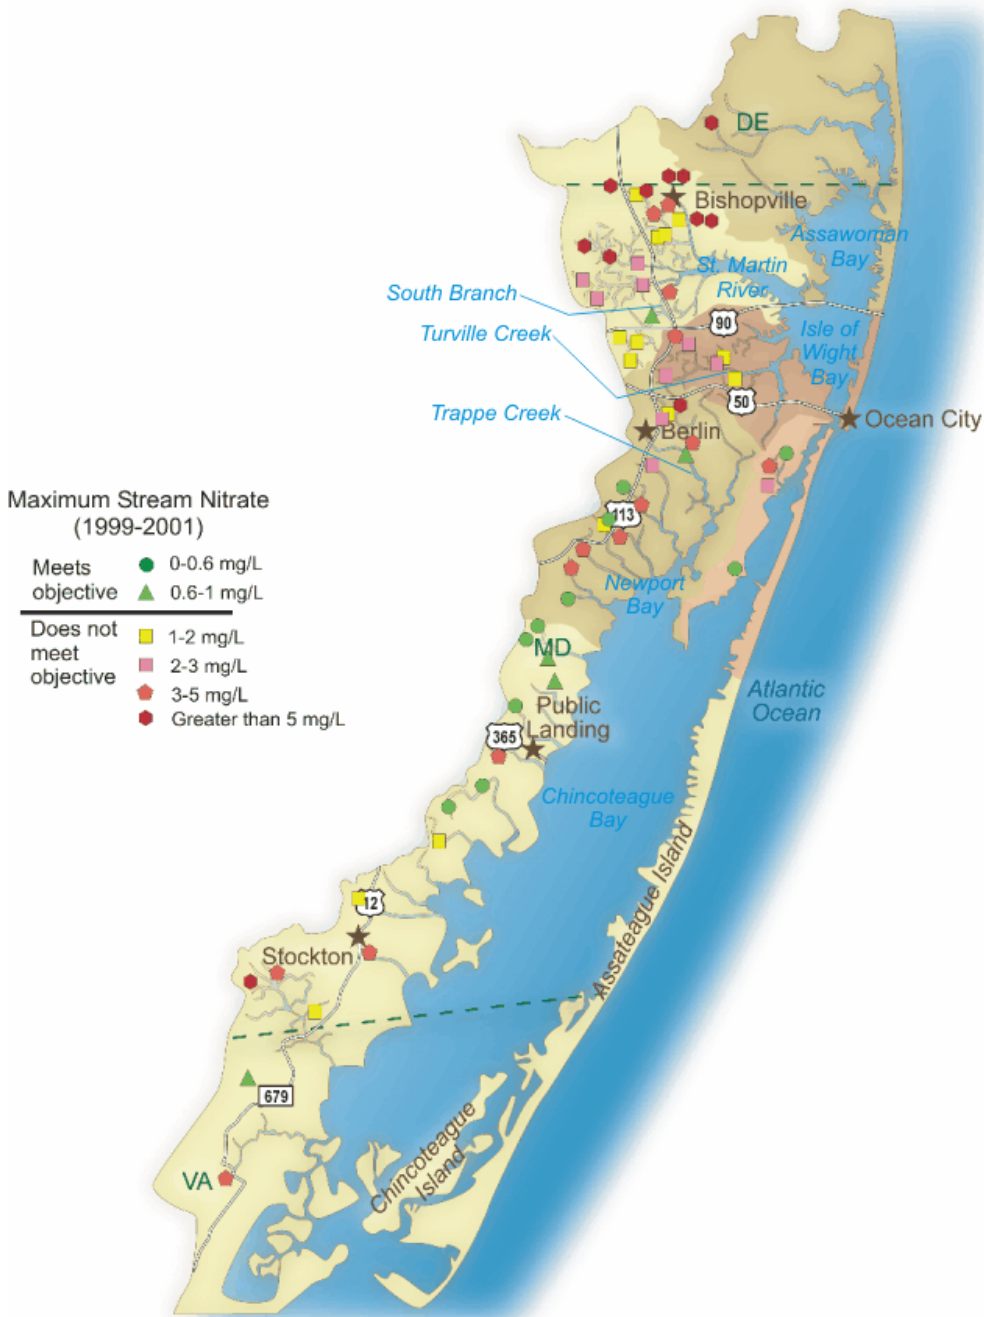 DE
Bishopville
Assawoman
Bay
St. Martin
River
South Branch
90
Isle of
Wight
Bay
Turville Creek
50
Trappe Creek
Ocean City
Berlin
Maximum Stream Nitrate
(1999-2001)
Meets
objective
0-0.6 mg/L
0.6-1 mg/L
Does not
meet
objective
1-2 mg/L
2-3 mg/L
3-5 mg/L
Greater than 5 mg/L
113
Newport
Bay
MD
Public
Landing
365
Atlantic
Ocean
Chincoteague
Bay
Assateague Island
12
Stockton
679
Chincoteague
Island
VA